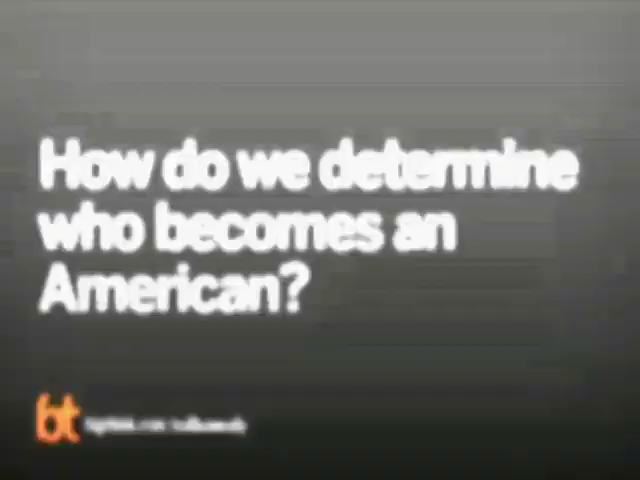 How do we determine
who becomes an
American?
bt